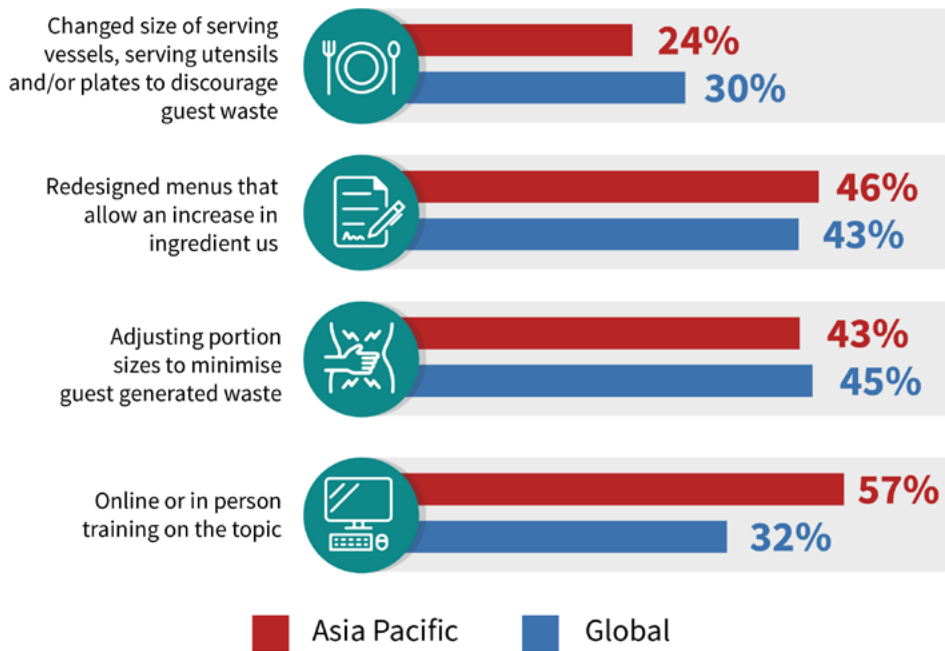 Changed size of serving
vessels, serving utensils
and/or plates to discourage
guest waste
24%
30%
Redesigned menus that
allow an increase in
ingredient us
46%
43%
Adjusting portion
sizes to minimise
guest generated waste
43%
45%
Online or in person
training on the topic
57%
32%
Asia Pacific
Global